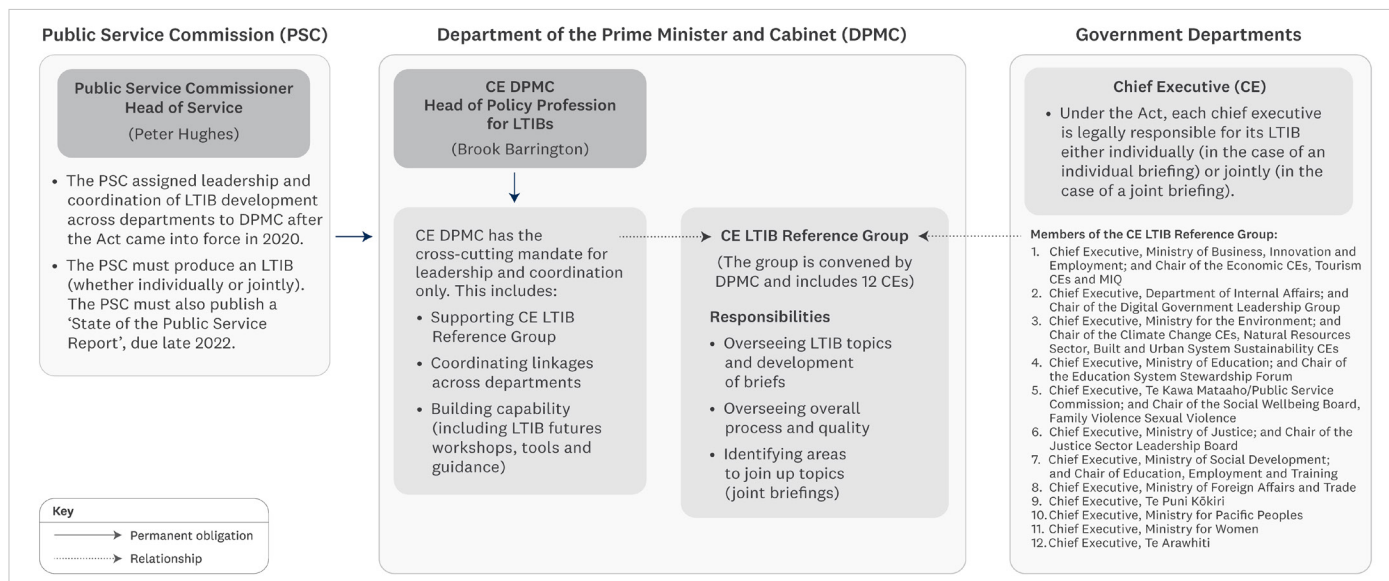 Public Service Commission (PSC)
Public Service Commissioner
Head of Service
(Peter Hughes)
• The PSC assigned leadership and
coordination of LTIB development
across departments to DPMC after
the Act came into force in 2020.
• The PSC must produce an LTIB
(whether individually or jointly).
The PSC must also publish a
‘State of the Public Service
Report’, due late 2022.
Key
Permanent obligation
Relationship
Department of the Prime Minister and Cabinet (DPMC)
CE DPMC
Head of Policy Profession
for LTIBs
(Brook Barrington)
CE DPMC has the
cross-cutting mandate for
leadership and coordination
only. This includes:
• Supporting CE LTIB
Reference Group
• Coordinating linkages
across departments
• Building capability
(including LTIB futures
workshops, tools and
guidance)
CE LTIB Reference Group
(The group is convened by
DPMC and includes 12 CEs)
Responsibilities
• Overseeing LTIB topics
and development
of briefs
• Overseeing overall
process and quality
• Identifying areas
to join up topics
(joint briefings)
Government Departments
Chief Executive (CE)
• Under the Act, each chief executive
is legally responsible for its LTIB
either individually (in the case of an
individual briefing) or jointly (in the
case of a joint briefing).
Members of the CE LTIB Reference Group:
1. Chief Executive, Ministry of Business, Innovation and
Employment; and Chair of the Economic CEs, Tourism
CEs and MIQ
2. Chief Executive, Department of Internal Affairs; and
Chair of the Digital Government Leadership Group
3. Chief Executive, Ministry for the Environment; and
Chair of the Climate Change CEs, Natural Resources
Sector, Built and Urban System Sustainability CEs
4. Chief Executive, Ministry of Education; and Chair of
the Education System Stewardship Forum
5. Chief Executive, Te Kawa Mataaho/Public Service
Commission; and Chair of the Social Wellbeing Board,
Family Violence Sexual Violence
6. Chief Executive, Ministry of Justice; and Chair of the
Justice Sector Leadership Board
7. Chief Executive, Ministry of Social Development;
and Chair of Education, Employment and Training
8. Chief Executive, Ministry of Foreign Affairs and Trade
9. Chief Executive, Te Puni Kōkiri
10. Chief Executive, Ministry for Pacific Peoples
11. Chief Executive, Ministry for Women
12. Chief Executive, Te Arawhiti